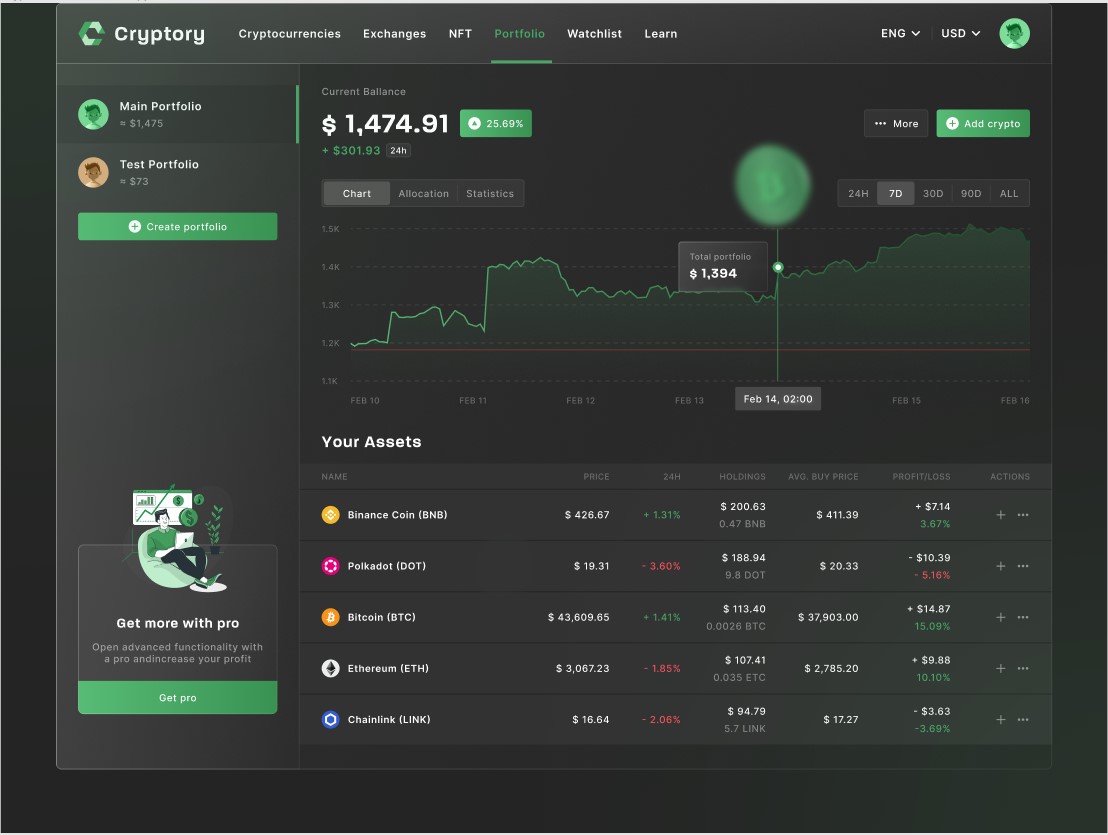 Cryptory
Cryptocurrencies Exchanges NFT Portfolio Watchlist Learn
ENG USD
Main Portfolio
≈ $1,475
Test Portfolio
≈ $73
Create portfolio
Get more with pro
Open advanced functionality with
a pro andincrease your profit
Get pro
Current Ballance
$ 1,474.91 25.69%
+ $301.93 24h
More Add crypto
Chart Allocation Statistics
24H 7D 30D 90D ALL
1.5K
1.4K
1.3K
1.2K
1.1K
Total portfolio
$ 1,394
FEB 10 FEB 11 FEB 12 FEB 13 Feb 14, 02:00 FEB 15 FEB 16
Your Assets
NAME PRICE 24H HOLDINGS AVG. BUY PRICE PROFIT/LOSS ACTIONS
Binance Coin (BNB) $ 426.67 + 1.31% $ 200.63 $ 411.39 + $7.14
0.47 BNB 3.67%
Polkadot (DOT) $ 19.31 - 3.60% $ 188.94 $ 20.33 - $10.39
9.8 DOT - 5.16%
Bitcoin (BTC) $ 43,609.65 + 1.41% $ 113.40 $ 37,903.00 + $14.87
0.0026 BTC 15.09%
Ethereum (ETH) $ 3,067.23 - 1.85% $ 107.41 $ 2,785.20 + $9.88
0.035 ETC 10.10%
Chainlink (LINK) $ 16.64 - 2.06% $ 94.79 $ 17.27 - $3.63
5.7 LINK -3.69%